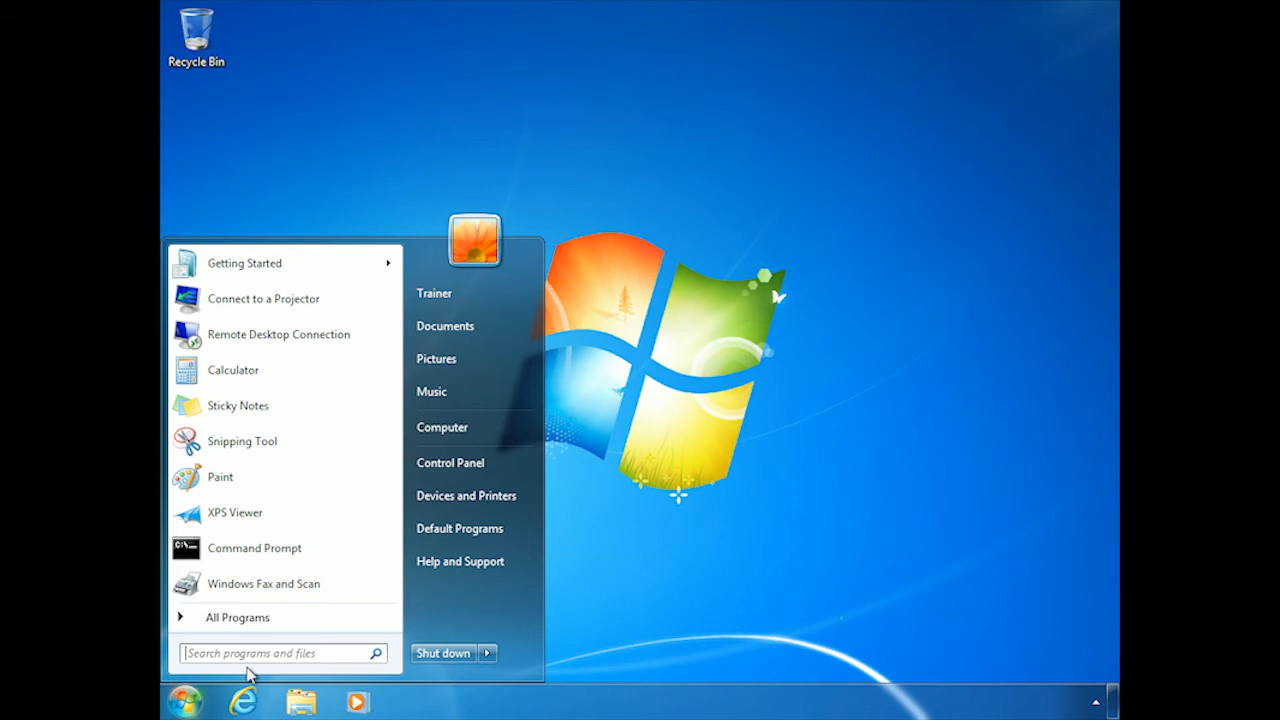 Recycle Bin
Getting Started
Connect to a Projector
Remote Desktop Connection
Calculator
Sticky Notes
Snipping Tool
Paint
XPS Viewer
C:\_
Command Prompt
Windows Fax and Scan
All Programs
Search programs and files
Trainer
Documents
Pictures
Music
Computer
Control Panel
Devices and Printers
Default Programs
Help and Support
Shut down